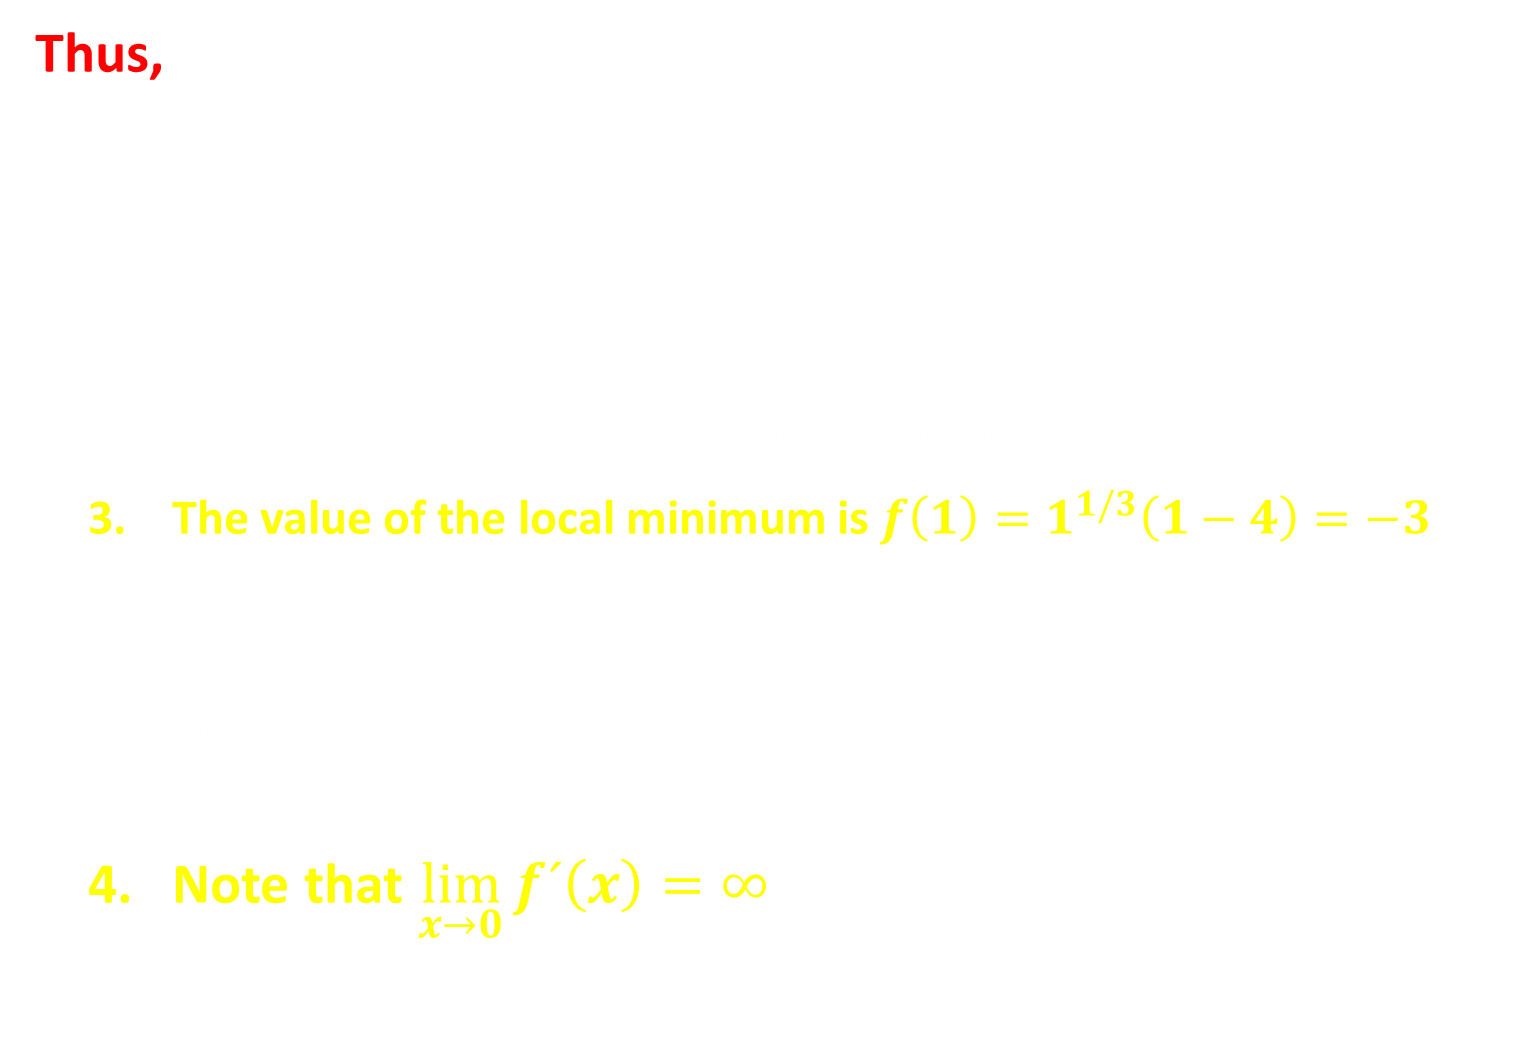 Thus,
3. The value of the local minimum is f(1) = 1^{1/3}(1 − 4) = −3
4. Note that lim_{x→0} f´(x) = ∞